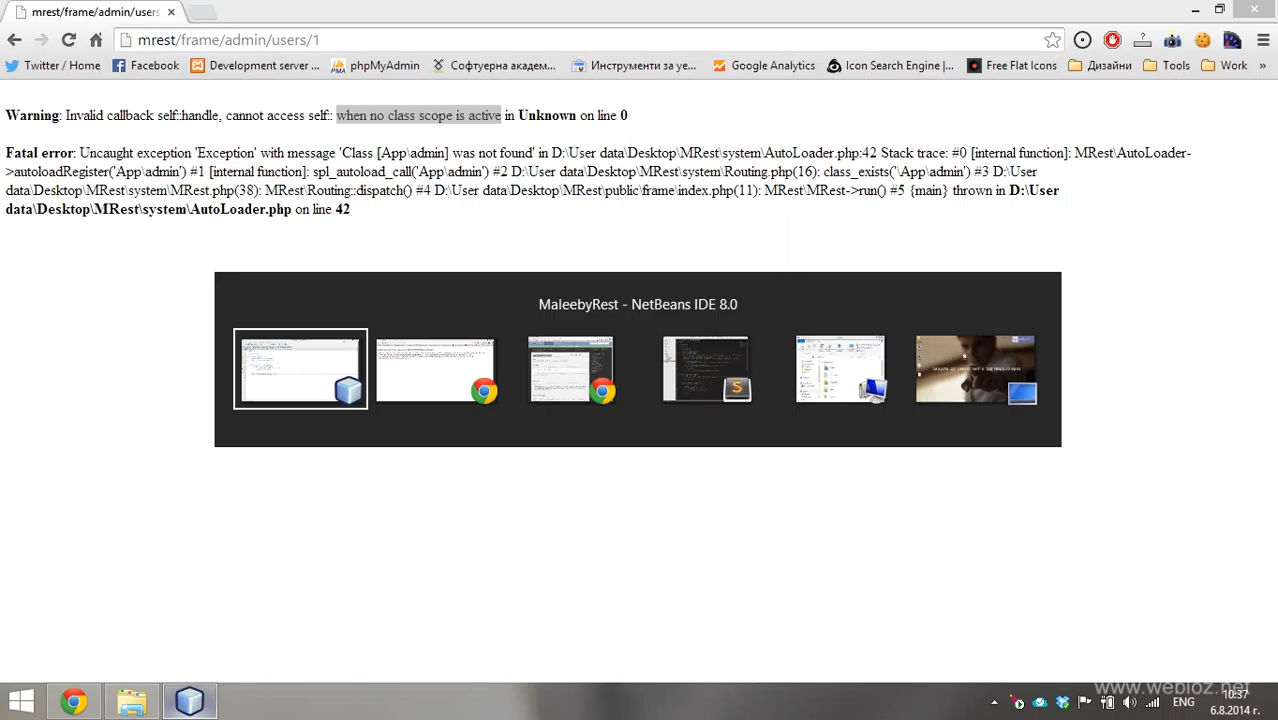 mrest/frame/admin/users
mrest/frame/admin/users/1
Twitter / Home Facebook Development server ... phpMyAdmin Софтуерна академ... Инструменти за уе... Google Analytics Icon Search Engine |... Free Flat Icons Дизайни Tools Work »
Warning: Invalid callback self::handle, cannot access self:: when no class scope is active in Unknown on line 0
Fatal error: Uncaught exception 'Exception' with message 'Class [App\admin] was not found' in D:\User data\Desktop\MRest\system\AutoLoader.php:42 Stack trace: #0 [internal function]: MRest\AutoLoader-
>autoloadRegister('App\admin') #1 [internal function]: spl_autoload_call('App\admin') #2 D:\User data\Desktop\MRest\system\Routing.php(16): class_exists('\App\admin') #3 D:\User
data\Desktop\MRest\system\MRest.php(38): MRest\Routing::dispatch() #4 D:\User data\Desktop\MRest\public\frame\index.php(11): MRest\MRest->run() #5 {main} thrown in D:\User
data\Desktop\MRest\system\AutoLoader.php on line 42
MaleebyRest - NetBeans IDE 8.0
www.webioz.net
ENG
10:37
6.8.2014 г.